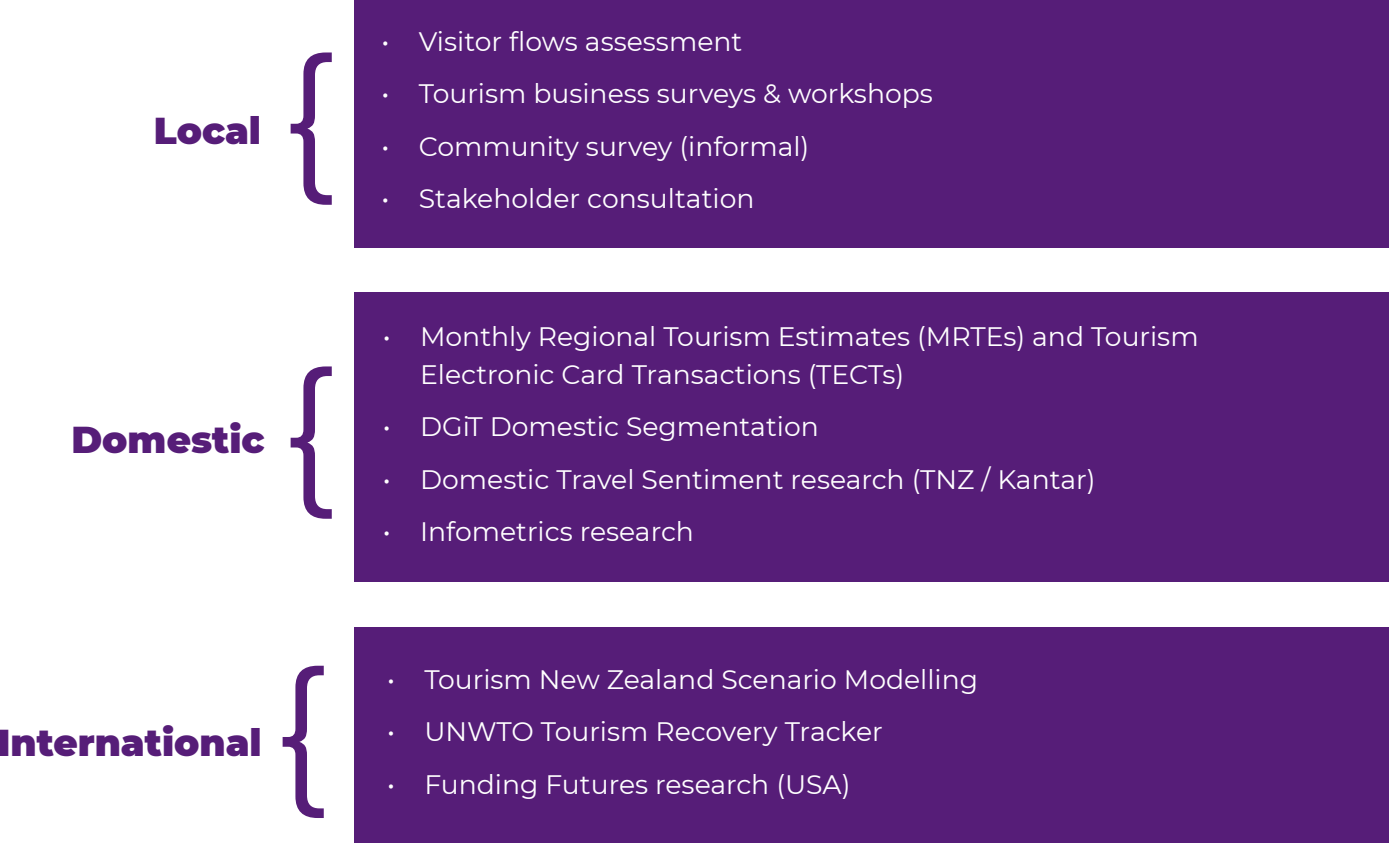 Local
• Visitor flows assessment
• Tourism business surveys & workshops
• Community survey (informal)
• Stakeholder consultation
Domestic
• Monthly Regional Tourism Estimates (MRTEs) and Tourism
Electronic Card Transactions (TECTs)
• DGiT Domestic Segmentation
• Domestic Travel Sentiment research (TNZ / Kantar)
• Infometrics research
International
• Tourism New Zealand Scenario Modelling
• UNWTO Tourism Recovery Tracker
• Funding Futures research (USA)